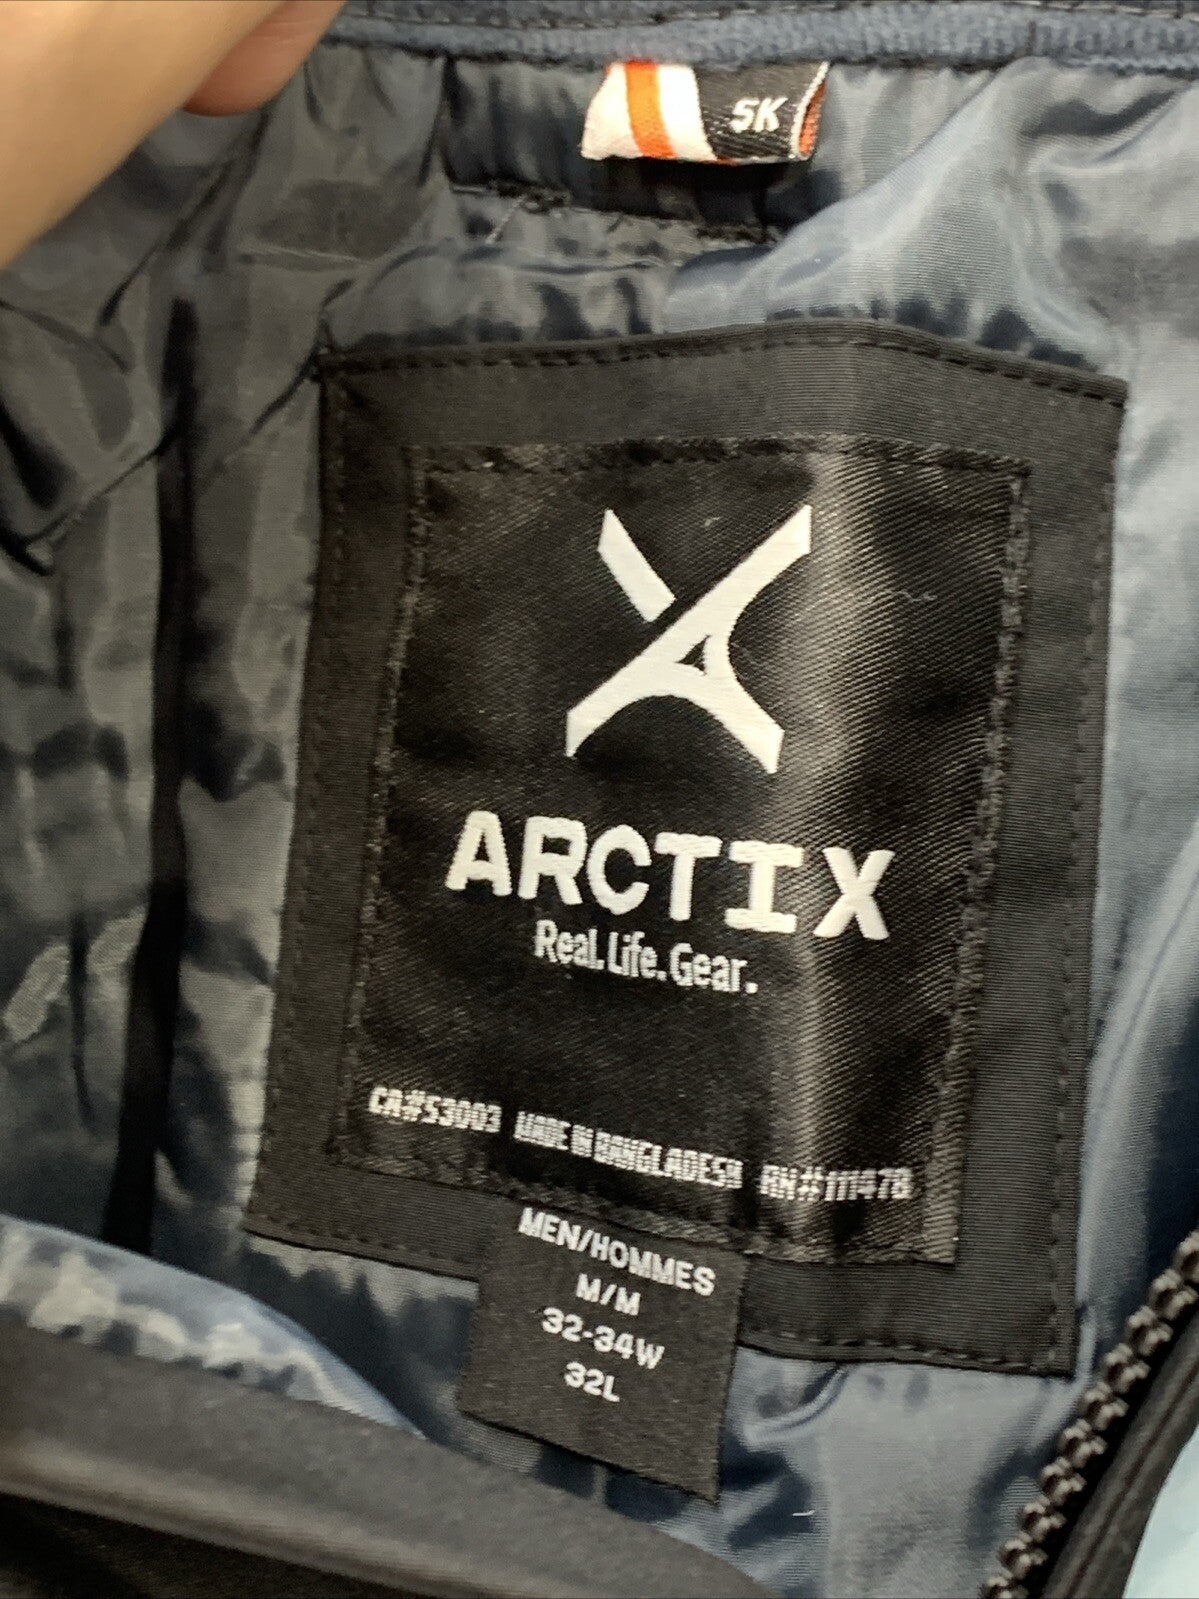 5K
ARCTIX
Real.Life.Gear.
CA#53003 MADE IN BANGLADESH RN#111478
MEN/HOMMES
M/M
32-34W
32L